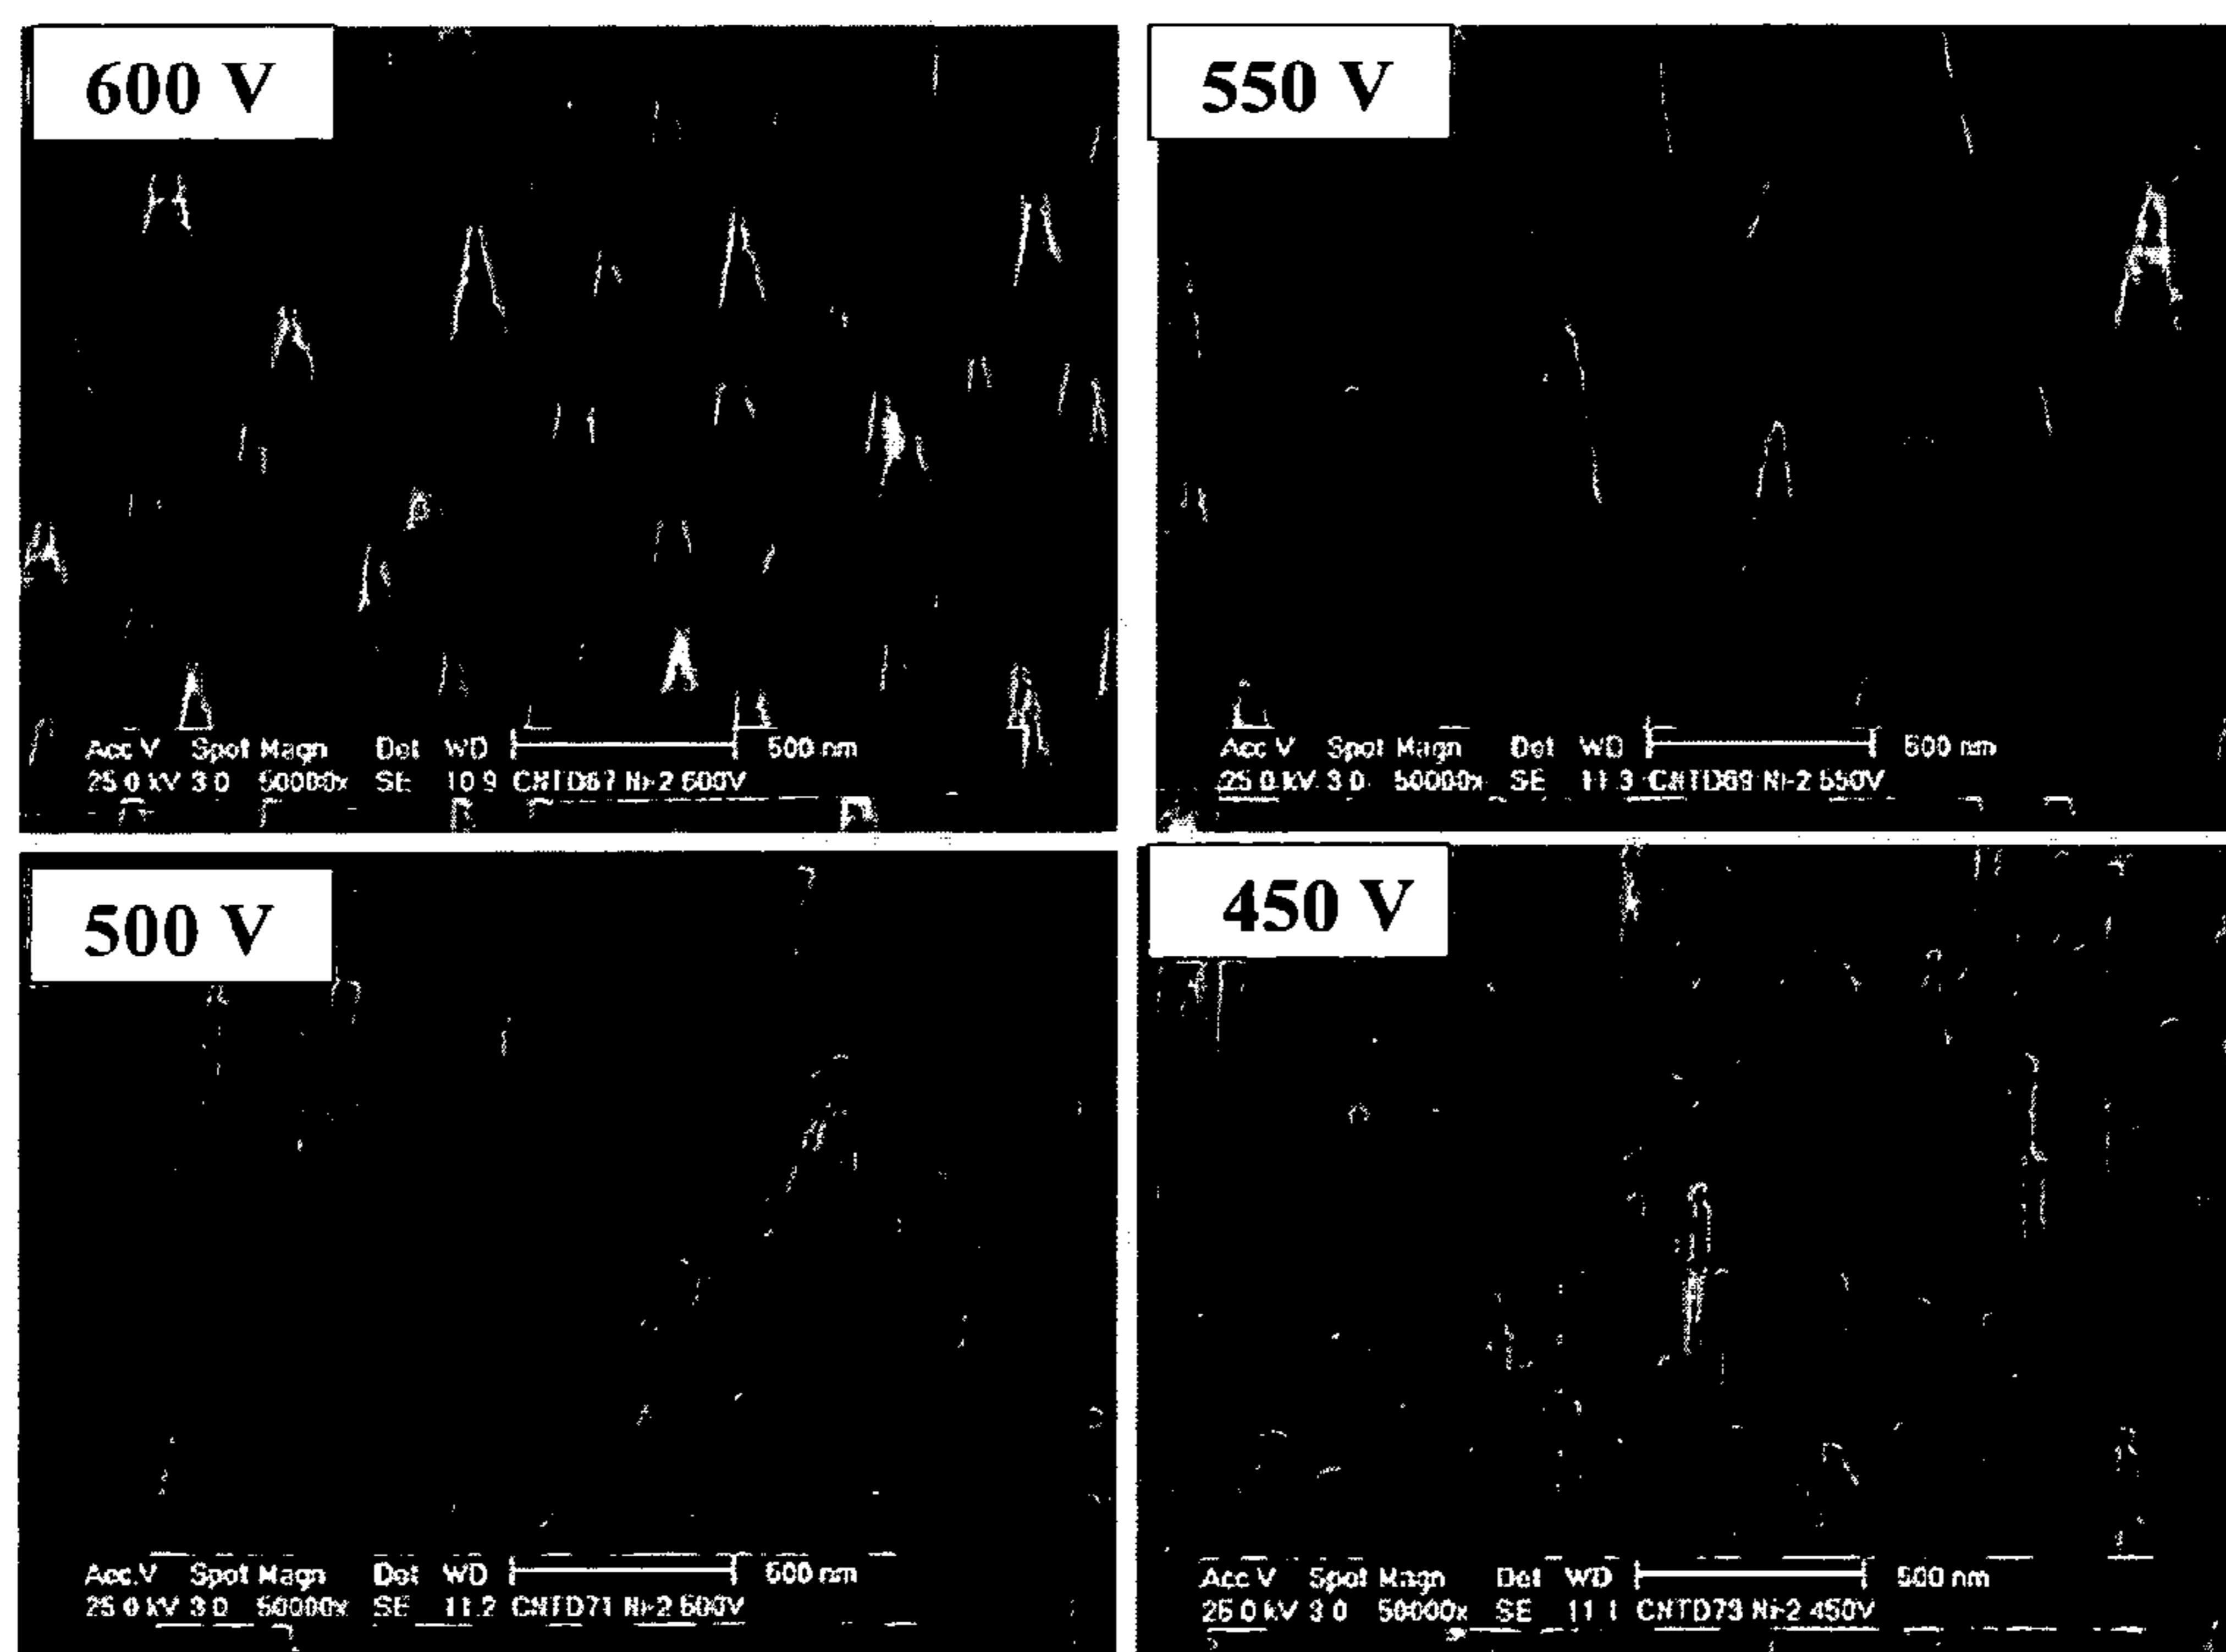 600 V
Acc V Spot Magn Det WD 500 nm
25.0 kV 3.0 50000x SE 10.9 CNTD67 Ni-2 600V
550 V
Acc V Spot Magn Det WD 500 nm
25.0 kV 3.0 50000x SE 11.3 CNTD69 Ni-2 550V
500 V
Acc.V Spot Magn Det WD 500 nm
25.0 kV 3.0 50000x SE 11.2 CNTD71 Ni-2 500V
450 V
Acc V Spot Magn Det WD 500 nm
25.0 kV 3.0 50000x SE 11.1 CNTD73 Ni-2 450V